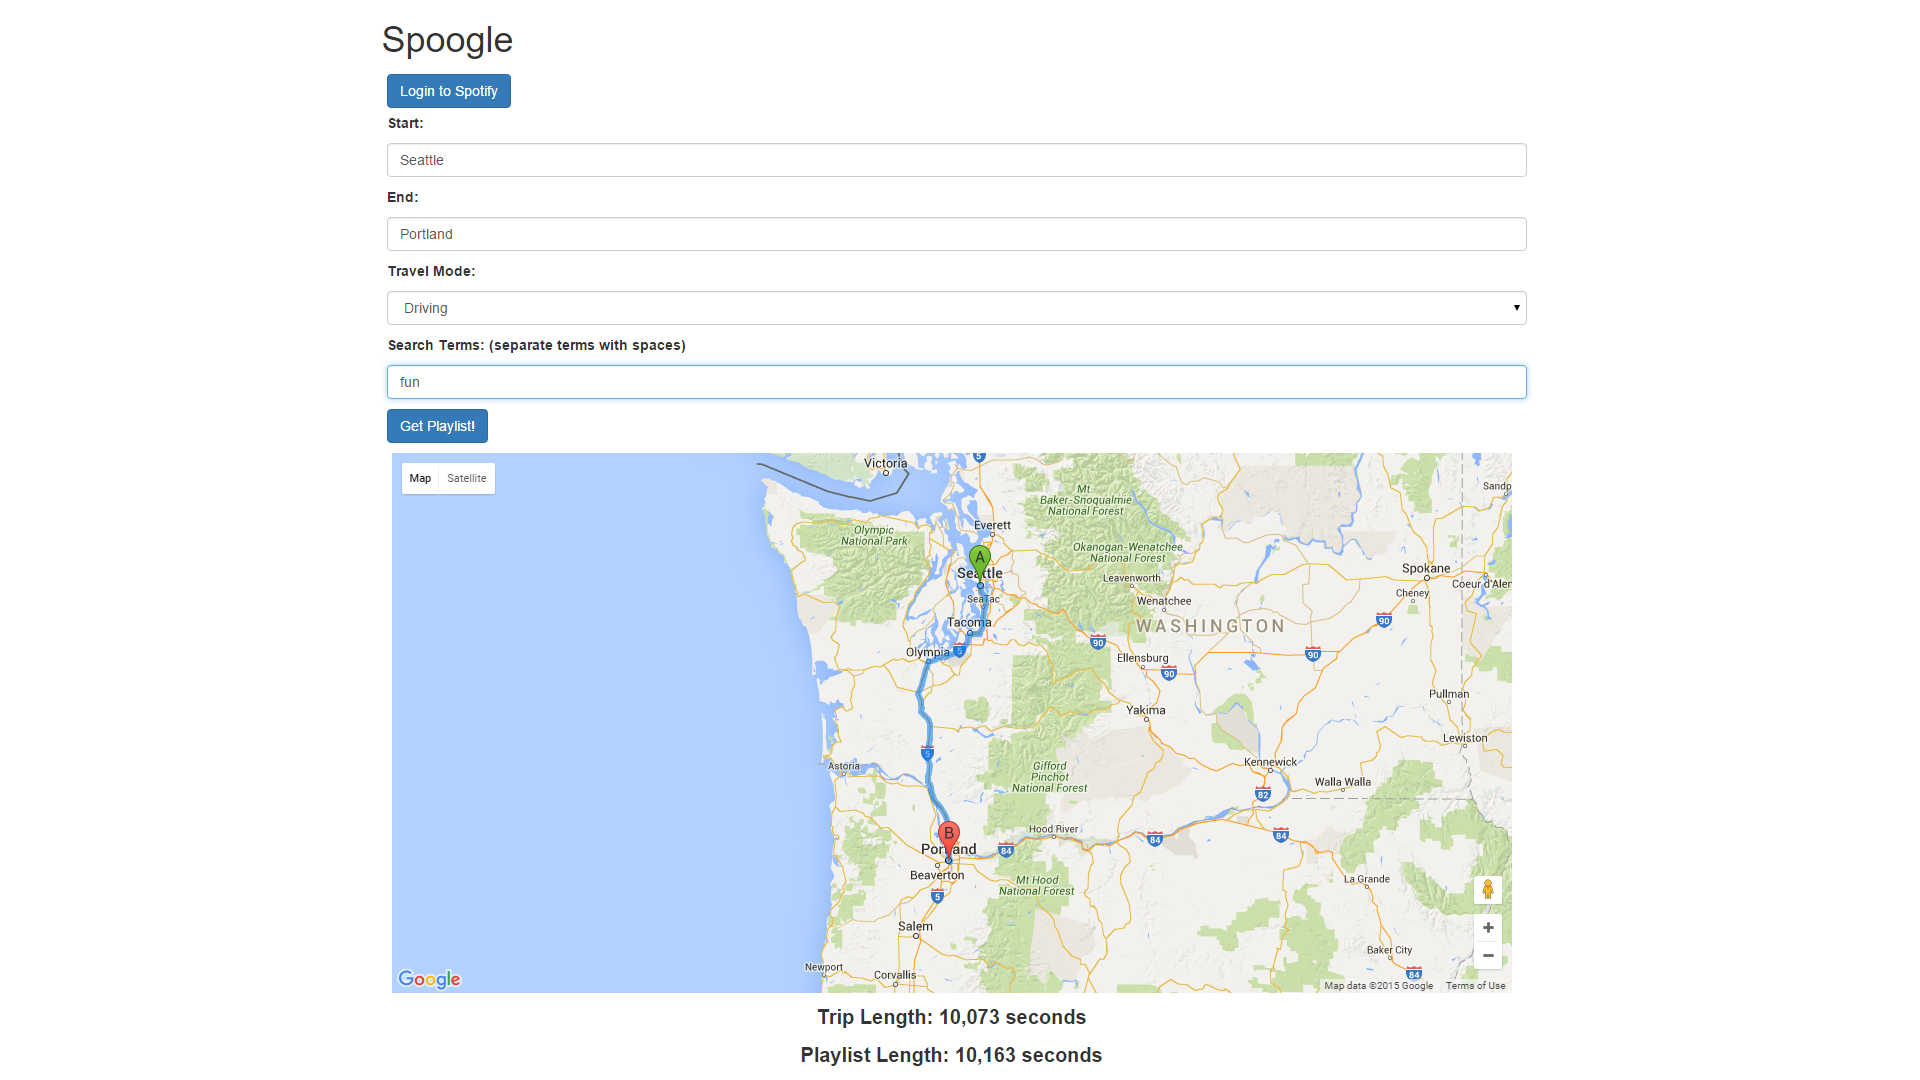 Spoogle
Login to Spotify
Start:
Seattle
End:
Portland
Travel Mode:
Driving
Search Terms: (separate terms with spaces)
fun
Get Playlist!
Map Satellite
Victoria
5
Sandp
Mt.
Baker-Snoqualmie
National Forest
Everett
Olympic
National Park
Okanogan-Wenatchee
National Forest
A
Seattle
Spokane
Leavenworth
Coeur d'Alen
Cheney
SeaTac
Wenatchee
90
Tacoma
WASHINGTON
90
Olympia
5
Ellensburg
90
90
Pullman
Yakima
Lewiston
5
Kennewick
Astoria
Gifford
Pinchot
National Forest
Walla Walla
82
B
Hood River
84
84
84
Portland
Beaverton
Mt Hood
National Forest
La Grande
5
Salem
Baker City
Newport
Corvallis
84
Google
Map data ©2015 Google Terms of Use
Trip Length: 10,073 seconds
Playlist Length: 10,163 seconds